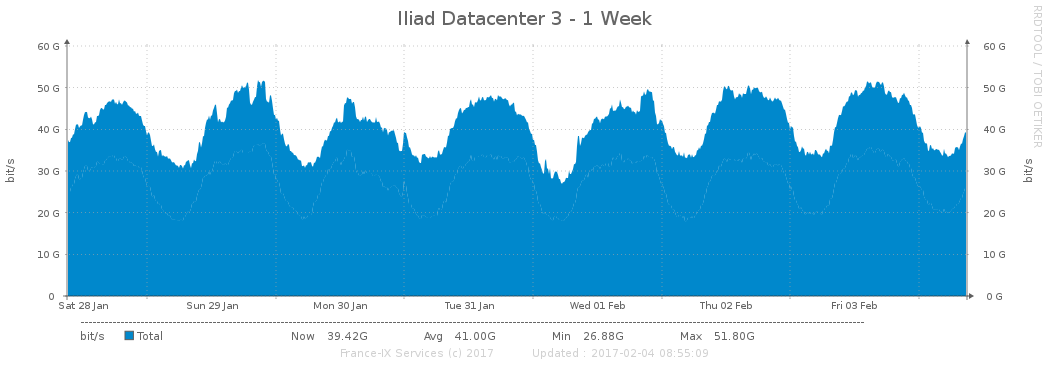 Iliad Datacenter 3 - 1 Week
RRDTOOL / TOBI OETIKER
60 G 60 G
50 G 50 G
40 G 40 G
30 G 30 G
20 G 20 G
10 G 10 G
0 0 G
bit/s bit/s
Sat 28 Jan Sun 29 Jan Mon 30 Jan Tue 31 Jan Wed 01 Feb Thu 02 Feb Fri 03 Feb
bit/s Total Now 39.42G Avg 41.00G Min 26.88G Max 51.80G
France-IX Services (c) 2017 Updated : 2017-02-04 08:55:09